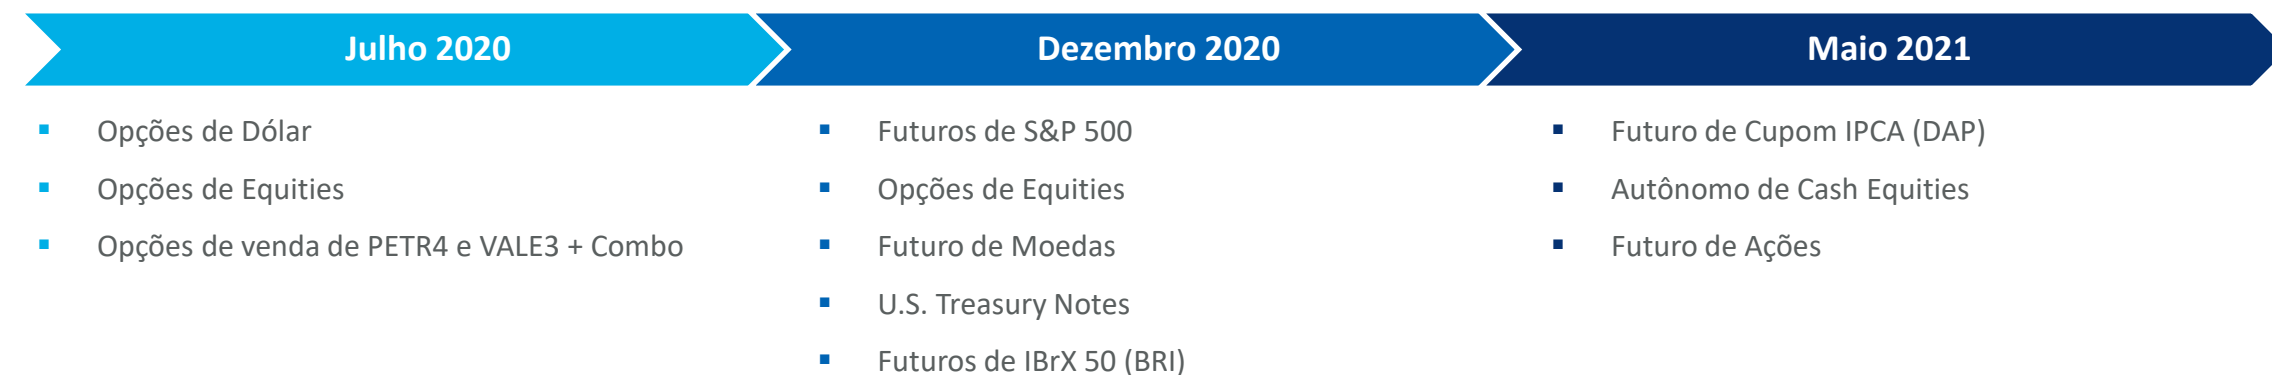 Julho 2020
Opções de Dólar
Opções de Equities
Opções de venda de PETR4 e VALE3 + Combo
Dezembro 2020
Futuros de S&P 500
Opções de Equities
Futuro de Moedas
U.S. Treasury Notes
Futuros de IBrX 50 (BRI)
Maio 2021
Futuro de Cupom IPCA (DAP)
Autônomo de Cash Equities
Futuro de Ações